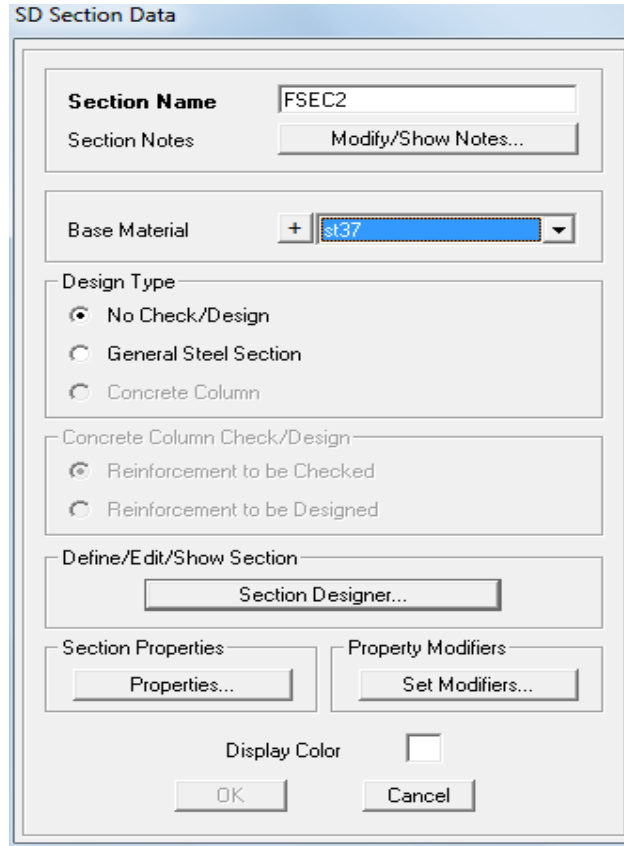 SD Section Data
Section Name FSEC2
Section Notes Modify/Show Notes...
Base Material + st37
Design Type
No Check/Design
General Steel Section
Concrete Column
Concrete Column Check/Design
Reinforcement to be Checked
Reinforcement to be Designed
Define/Edit/Show Section
Section Designer...
Section Properties Property Modifiers
Properties... Set Modifiers...
Display Color
OK Cancel